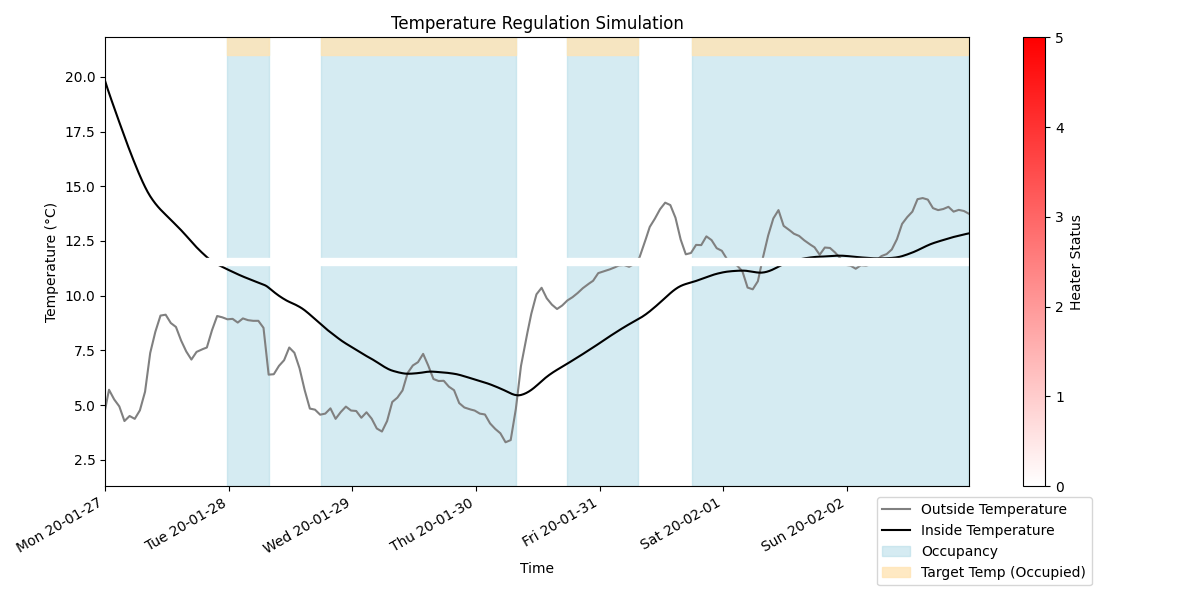 Temperature Regulation Simulation
Temperature (°C)
20.0
17.5
15.0
12.5
10.0
7.5
5.0
2.5
Mon 20-01-27
Tue 20-01-28
Wed 20-01-29
Thu 20-01-30
Fri 20-01-31
Sat 20-02-01
Sun 20-02-02
Time
5
4
3
2
1
0
Heater Status
Outside Temperature
Inside Temperature
Occupancy
Target Temp (Occupied)